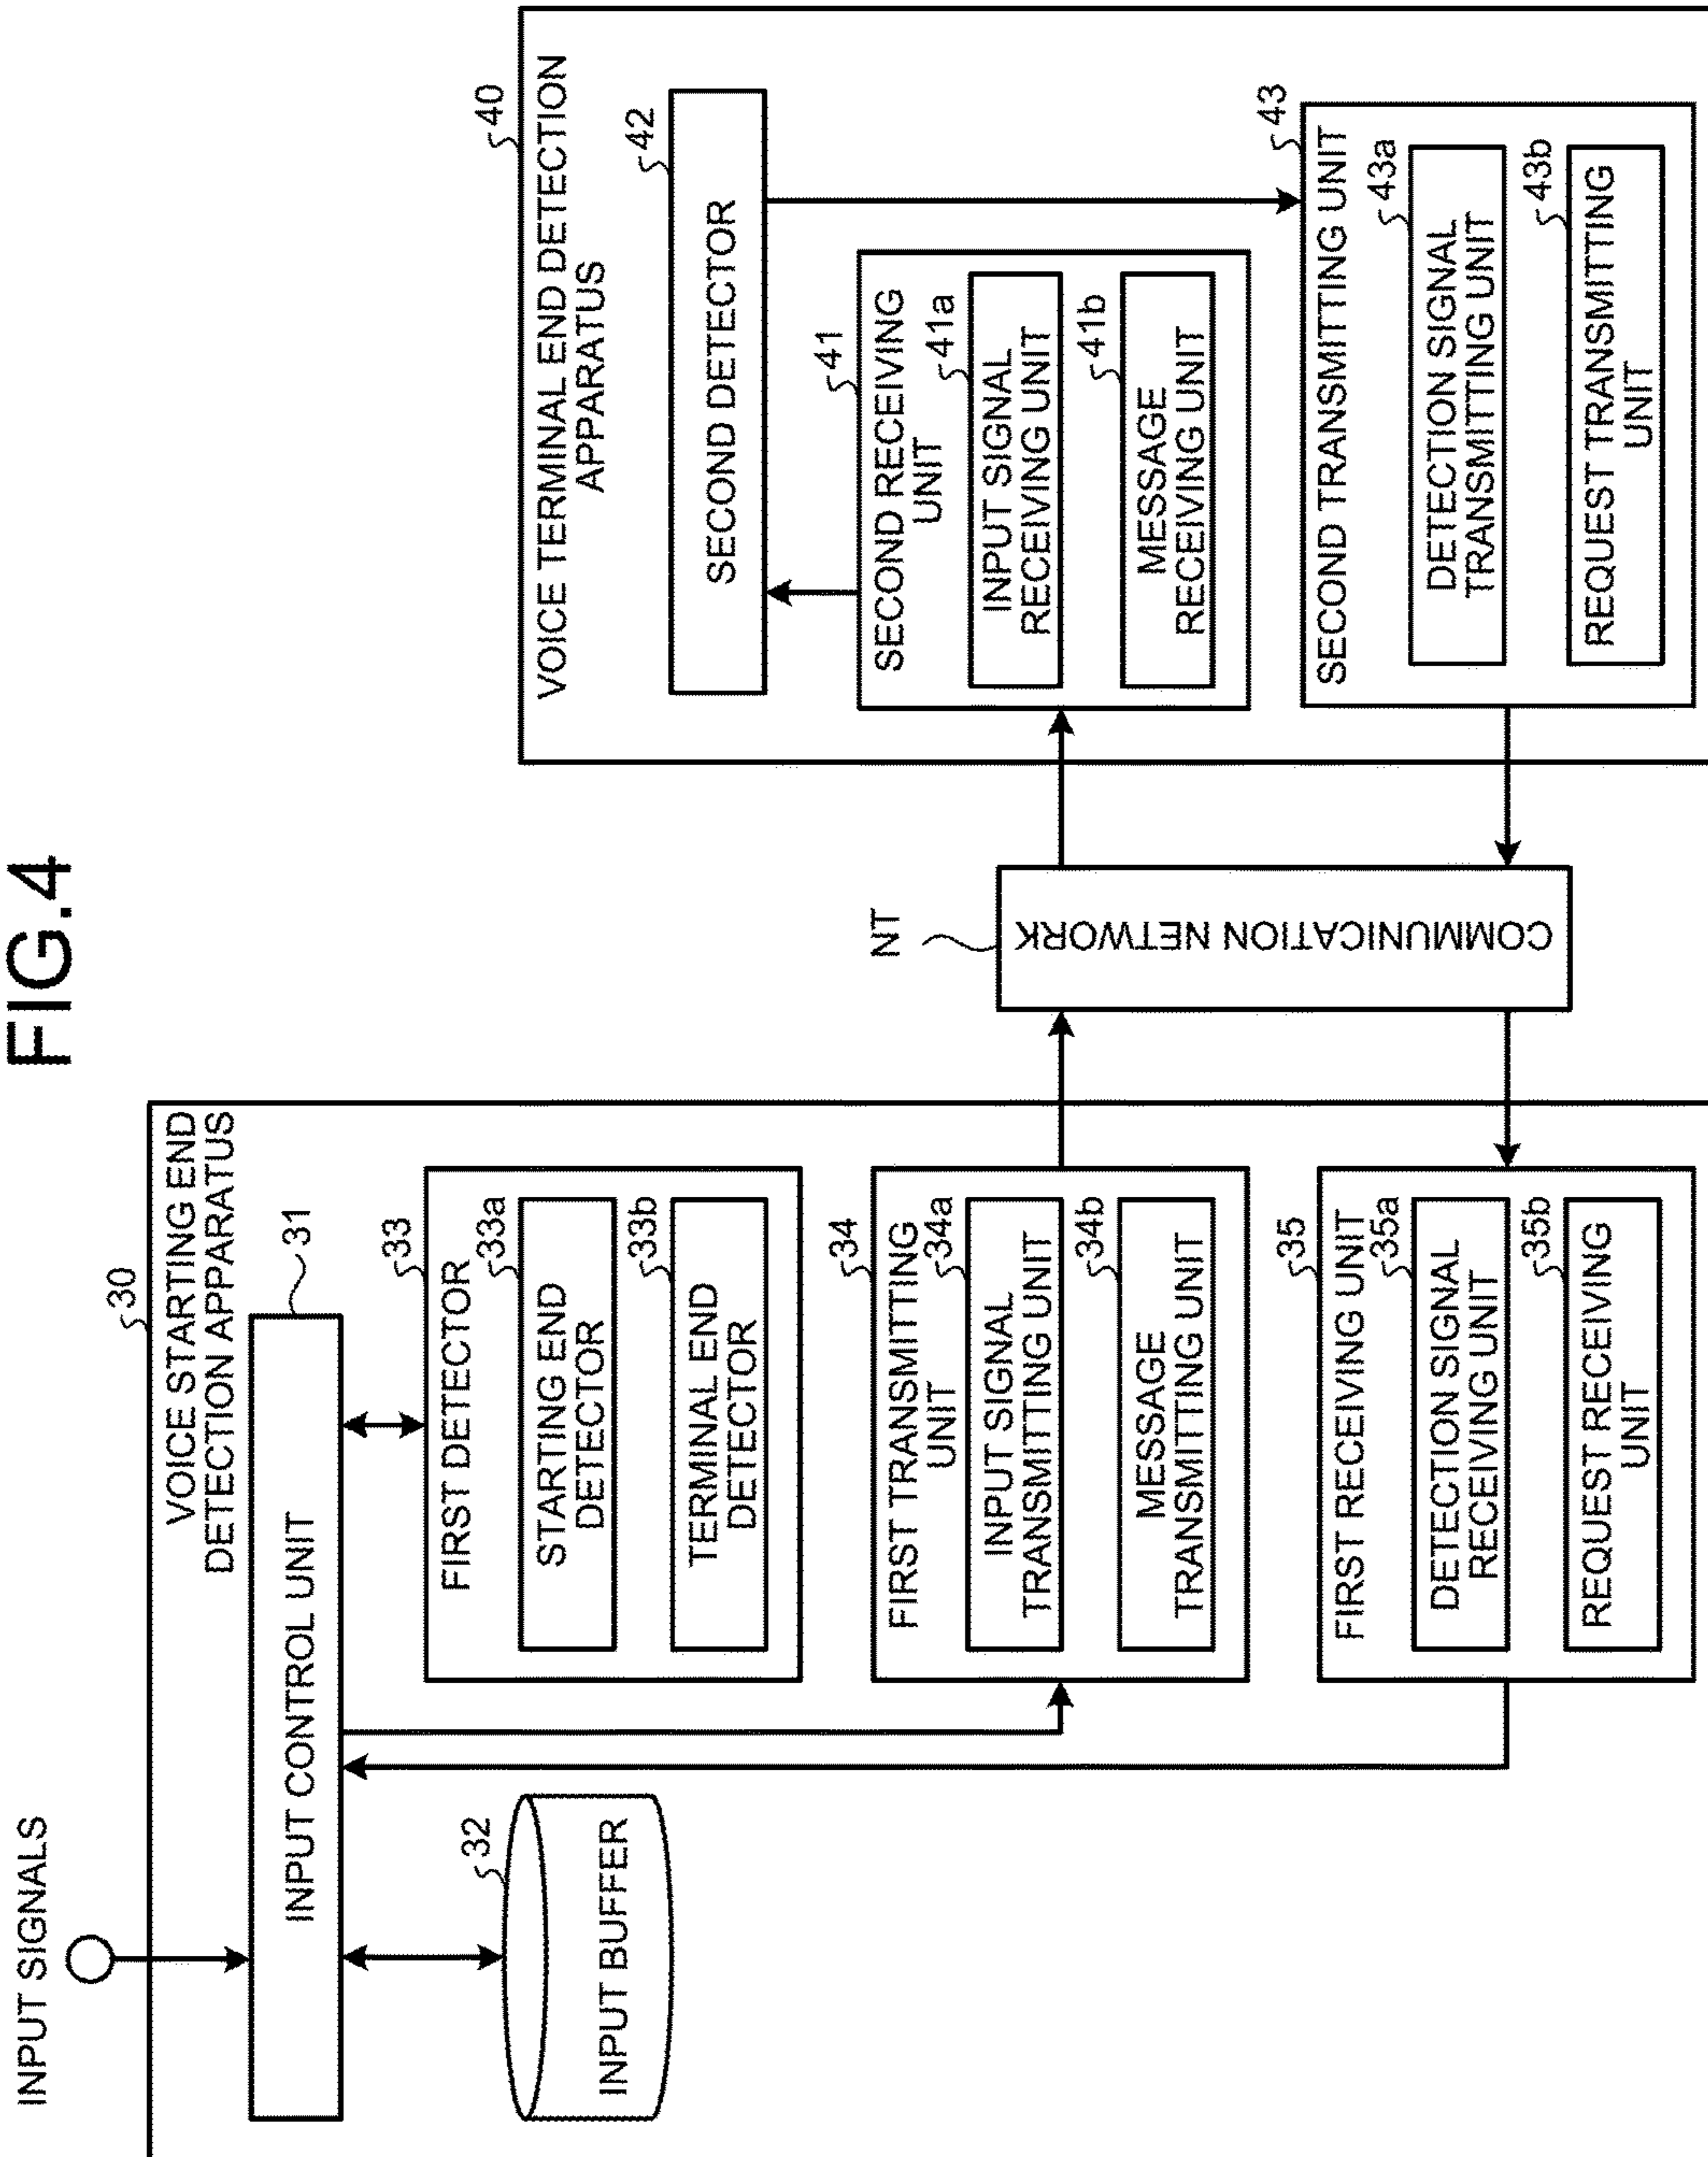 FIG.4
INPUT SIGNALS
30
VOICE STARTING END
DETECTION APPARATUS
31
INPUT CONTROL UNIT
32
INPUT BUFFER
33
FIRST DETECTOR
33a
STARTING END
DETECTOR
33b
TERMINAL END
DETECTOR
34
FIRST TRANSMITTING
UNIT
34a
INPUT SIGNAL
TRANSMITTING UNIT
34b
MESSAGE
TRANSMITTING UNIT
35
FIRST RECEIVING UNIT
35a
DETECTION SIGNAL
RECEIVING UNIT
35b
REQUEST RECEIVING
UNIT
NT
COMMUNICATION NETWORK
40
VOICE TERMINAL END DETECTION
APPARATUS
42
SECOND DETECTOR
41
SECOND RECEIVING
UNIT
41a
INPUT SIGNAL
RECEIVING UNIT
41b
MESSAGE
RECEIVING UNIT
43
SECOND TRANSMITTING UNIT
43a
DETECTION SIGNAL
TRANSMITTING UNIT
43b
REQUEST TRANSMITTING
UNIT